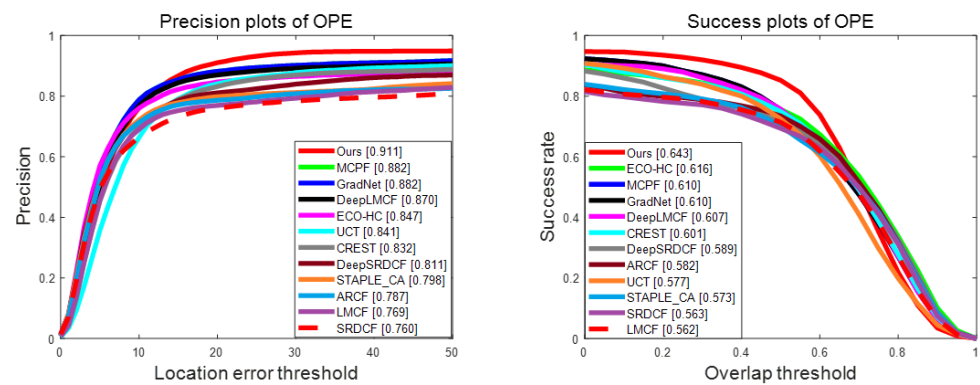 Precision plots of OPE
1
0.8
0.6
0.4
0.2
0
Precision
Ours [0.911]
MCPF [0.882]
GradNet [0.882]
DeepLMCF [0.870]
ECO-HC [0.847]
UCT [0.841]
CREST [0.832]
DeepSRDCF [0.811]
STAPLE_CA [0.798]
ARCF [0.787]
LMCF [0.769]
SRDCF [0.760]
0 10 20 30 40 50
Location error threshold
Success plots of OPE
1
0.8
0.6
0.4
0.2
0
Success rate
Ours [0.643]
ECO-HC [0.616]
MCPF [0.610]
GradNet [0.610]
DeepLMCF [0.607]
CREST [0.601]
DeepSRDCF [0.589]
ARCF [0.582]
UCT [0.577]
STAPLE_CA [0.573]
SRDCF [0.563]
LMCF [0.562]
0 0.2 0.4 0.6 0.8 1
Overlap threshold